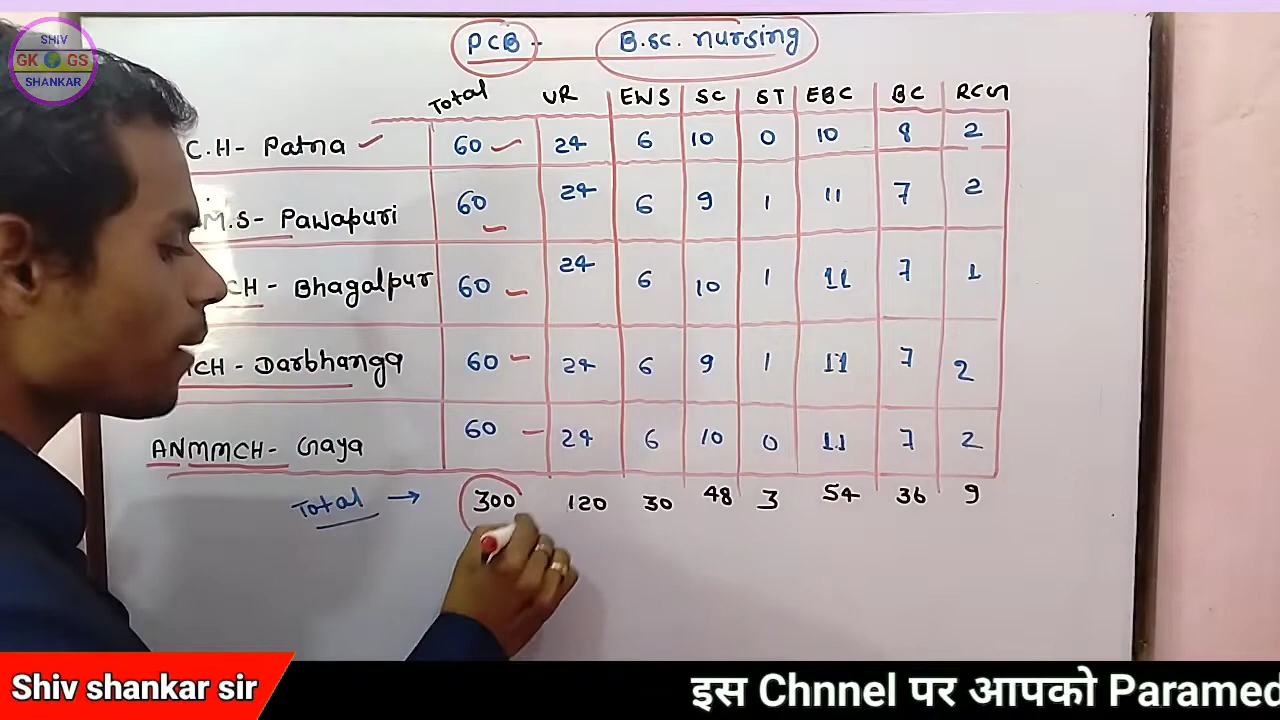 SHIV
GK GS
SHANKAR
PCB - B.sc. nursing
Total UR EWS SC ST EBC BC RCG
C.H- Patna 60 24 6 10 0 10 8 2
M.S- Pawapuri 60 24 6 9 1 11 7 2
CH- Bhagalpur 60 24 6 10 1 11 7 1
CH- Darbhanga 60 24 6 9 1 11 7 2
ANMMCH- Gaya 60 24 6 10 0 11 7 2
Total → 300 120 30 48 3 54 36 9
Shiv shankar sir
इस Chnnel पर आपको Paramed